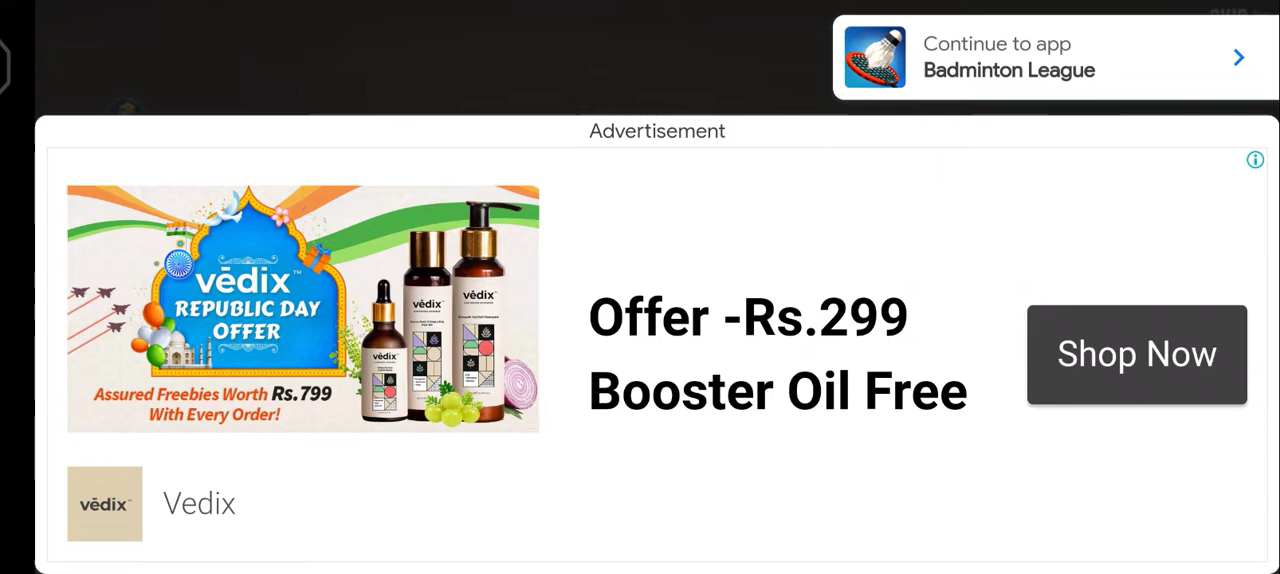 Continue to app
Badminton League
Advertisement
vēdix™
REPUBLIC DAY
OFFER
Assured Freebies Worth Rs.799
With Every Order!
vēdix
vēdix
vēdix
Offer -Rs.299
Booster Oil Free
Shop Now
vēdix
Vedix